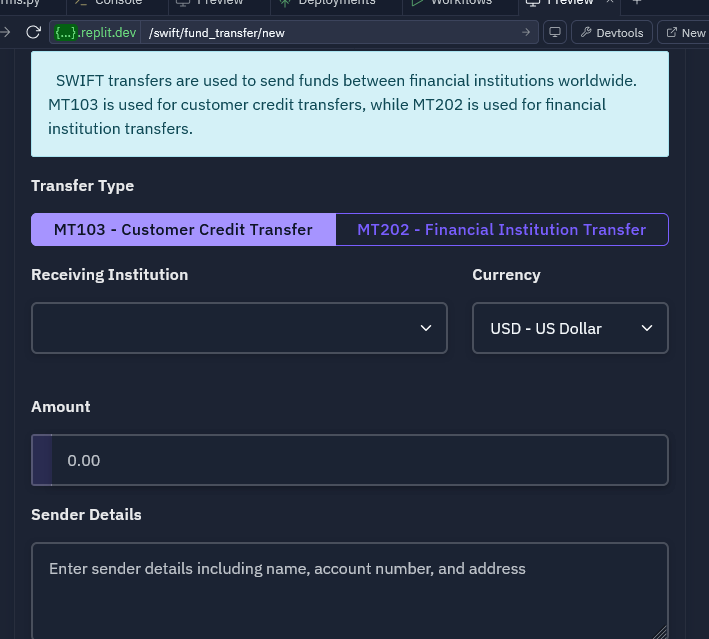 rms.py Console Preview Deployments Workflows Preview
{...}.replit.dev /swift/fund_transfer/new Devtools New
SWIFT transfers are used to send funds between financial institutions worldwide.
MT103 is used for customer credit transfers, while MT202 is used for financial
institution transfers.
Transfer Type
MT103 - Customer Credit Transfer MT202 - Financial Institution Transfer
Receiving Institution Currency
USD - US Dollar
Amount
0.00
Sender Details
Enter sender details including name, account number, and address